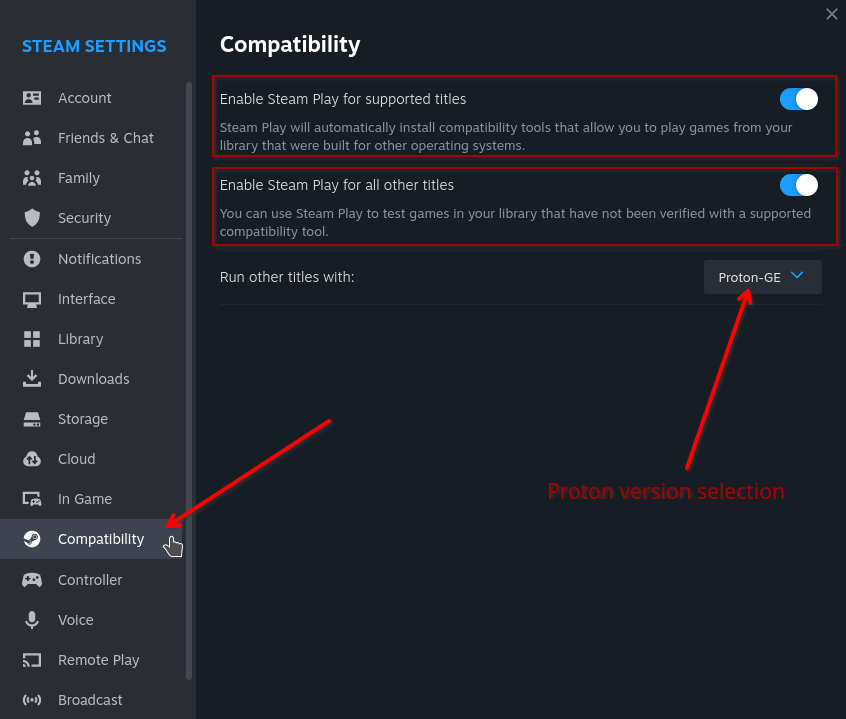 STEAM SETTINGS
Account
Friends & Chat
Family
Security
Notifications
Interface
Library
Downloads
Storage
Cloud
In Game
Compatibility
Controller
Voice
Remote Play
Broadcast
Compatibility
Enable Steam Play for supported titles
Steam Play will automatically install compatibility tools that allow you to play games from your
library that were built for other operating systems.
Enable Steam Play for all other titles
You can use Steam Play to test games in your library that have not been verified with a supported
compatibility tool.
Run other titles with:
Proton-GE
Proton version selection